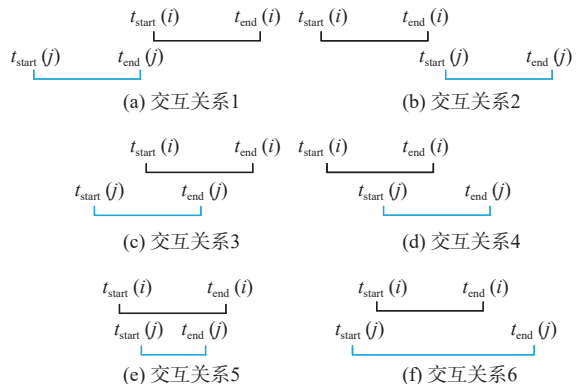 t_start (i) t_end (i) t_start (i) t_end (i)
t_start (j) t_end (j) t_start (j) t_end (j)
(a) 交互关系1 (b) 交互关系2
t_start (i) t_end (i) t_start (i) t_end (i)
t_start (j) t_end (j) t_start (j) t_end (j)
(c) 交互关系3 (d) 交互关系4
t_start (i) t_end (i) t_start (i) t_end (i)
t_start (j) t_end (j) t_start (j) t_end (j)
(e) 交互关系5 (f) 交互关系6